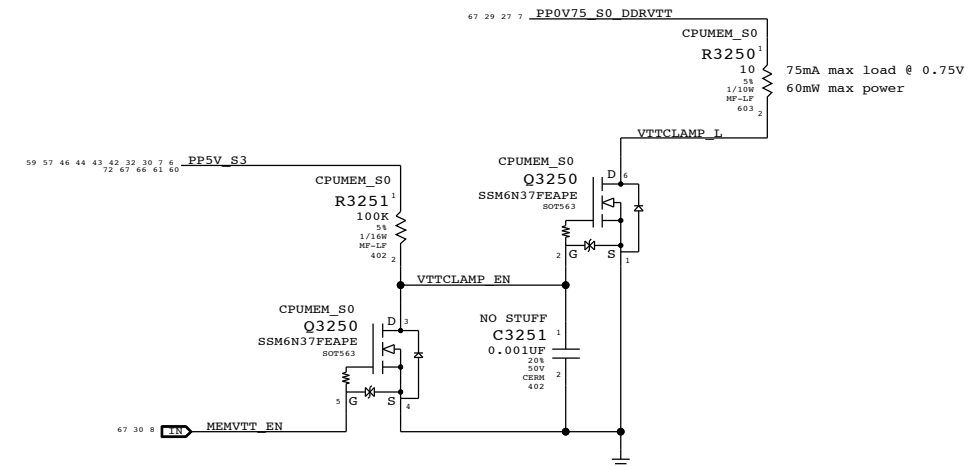 67 29 27 7 PP0V75_S0_DDRVTT
CPUMEM_S0
R3250 1
10
5%
1/10W
MF-LF
603
2
75mA max load @ 0.75V
60mW max power
VTTCLAMP_L
59 57 46 44 43 42 32 30 7 6 PP5V_S3
72 67 66 61 60
CPUMEM_S0
R3251 1
100K
5%
1/16W
MF-LF
402
2
CPUMEM_S0
Q3250
SSM6N37FEAPE
SOT563
D 6
2 G S 1
VTTCLAMP_EN
CPUMEM_S0
Q3250
SSM6N37FEAPE
SOT563
D 3
5 G S 4
NO STUFF
C3251 1
0.001UF
20%
50V
CERM
402
2
67 30 8 IN MEMVTT_EN